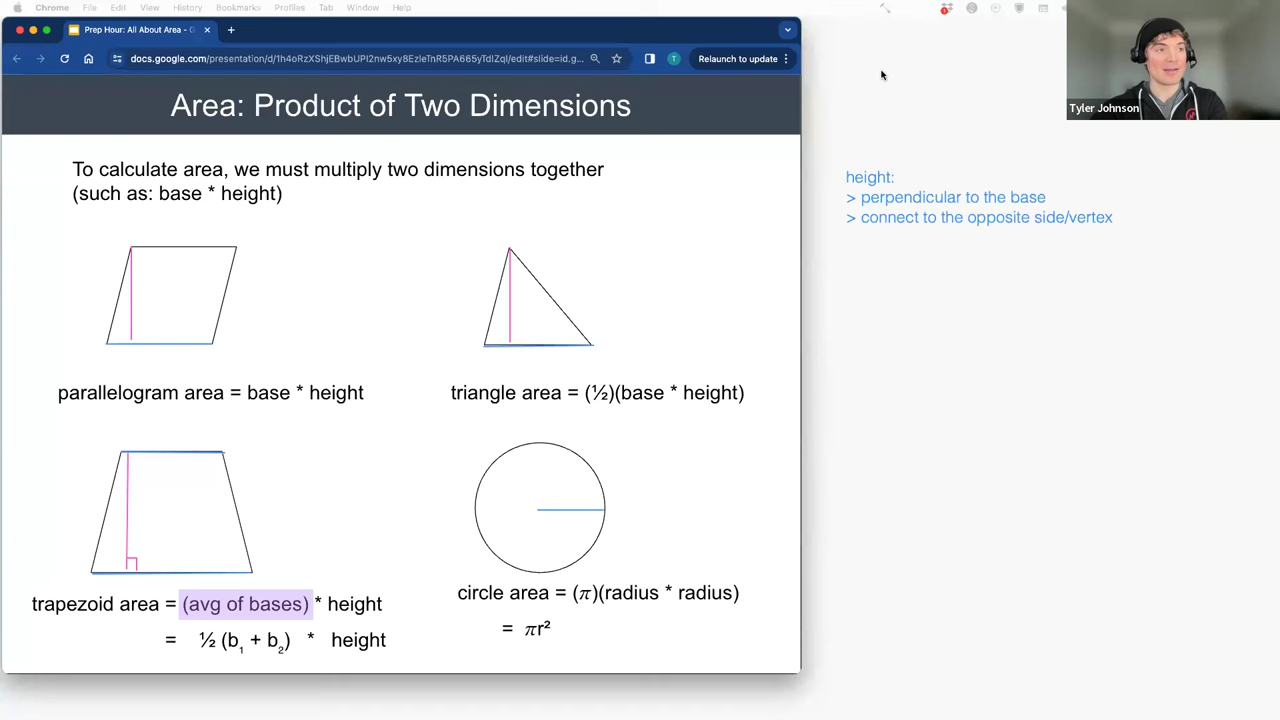 Chrome File Edit View History Bookmarks Profiles Tab Window Help
Prep Hour: All About Area - G
docs.google.com/presentation/d/1h4oRzXShjEBwbUPI2nw5xy8EzleTnR5PA665yTdIZqI/edit#slide=id.g...
T
Relaunch to update
Area: Product of Two Dimensions
To calculate area, we must multiply two dimensions together
(such as: base * height)
parallelogram area = base * height
triangle area = (½)(base * height)
trapezoid area = (avg of bases) * height
= ½ (b₁ + b₂) * height
circle area = (π)(radius * radius)
= πr²
height:
> perpendicular to the base
> connect to the opposite side/vertex
Tyler Johnson